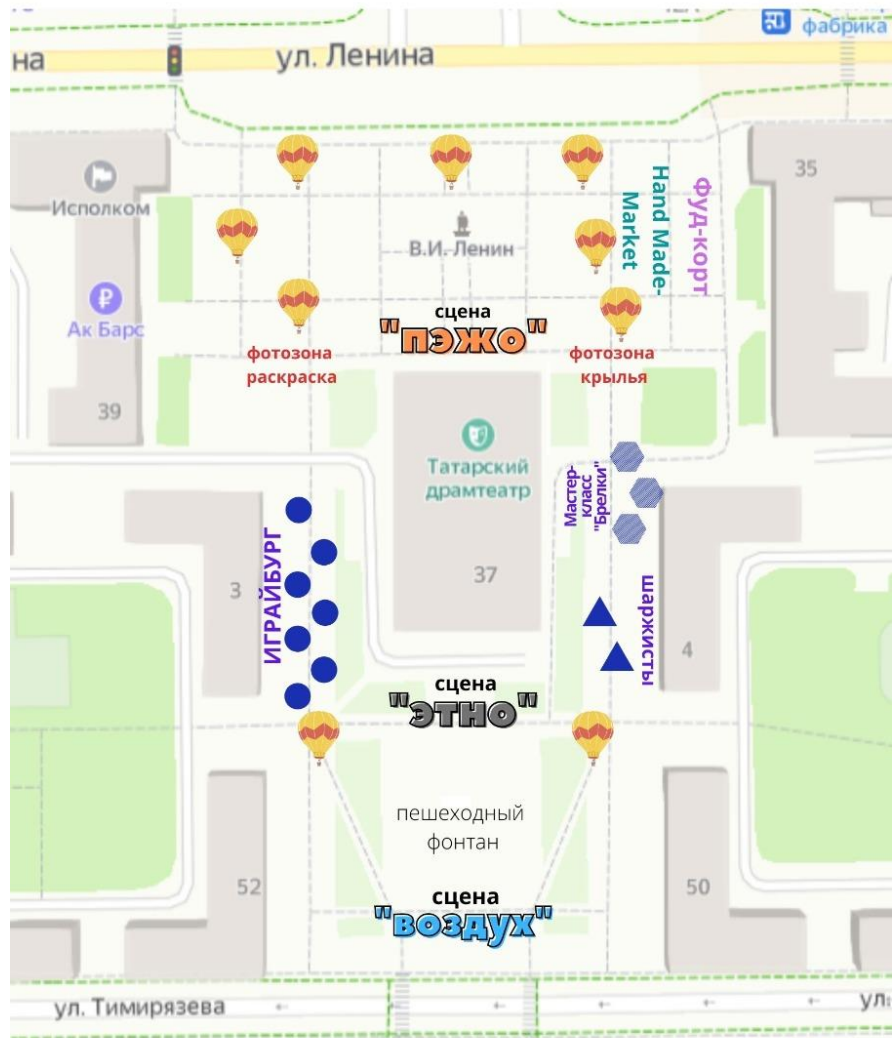 на
ул. Ленина
фабрика
Исполком
Ак Барс
39
35
В.И. Ленин
Hand Made-
Market
Фуд-корт
сцена
"ПЭЖО"
фотозона
раскраска
фотозона
крылья
Татарский
драмтеатр
37
Мастер-
класс
"Брелки"
ИГРАЙБУРГ
3
шаржисты
4
сцена
"ЭТНО"
пешеходный
фонтан
52
50
сцена
"ВОЗДУХ"
ул. Тимирязева
ул.